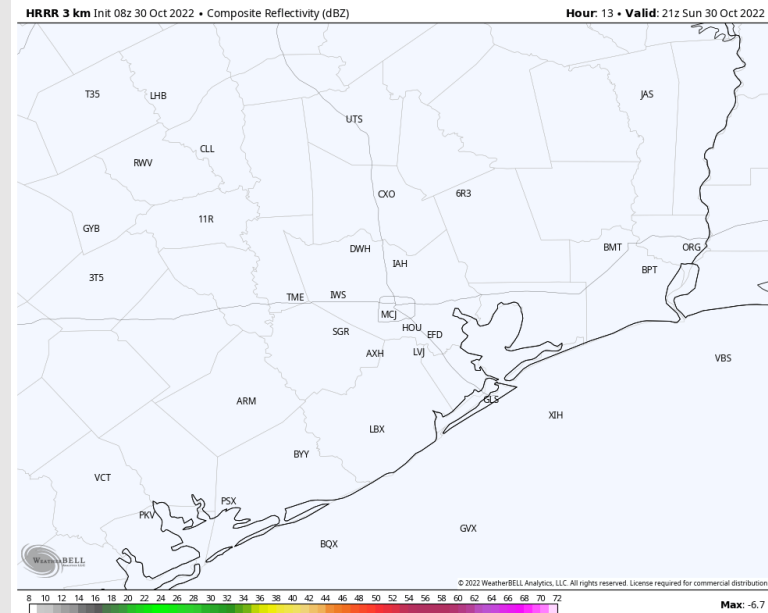 HRRR 3 km Init 08z 30 Oct 2022 • Composite Reflectivity (dBZ) Hour: 13 • Valid: 21z Sun 30 Oct 2022
T35 LHB JAS
UTS
CLL
RWV
CXO 6R3
11R
GYB
DWH BMT ORG
IAH BPT
3T5
TME IWS
MCJ
SGR HOU EFD
AXH LVJ VBS
ARM GLS
XIH
LBX
BYY
VCT
PSX
PKV
GVX
BQX
WEATHERBELL
© 2022 WeatherBELL Analytics, LLC. All rights reserved. License required for commercial distribution
8 10 12 14 16 18 20 22 24 26 28 30 32 34 36 38 40 42 44 46 48 50 52 54 56 58 60 62 64 66 68 70 72
Max: -6.7